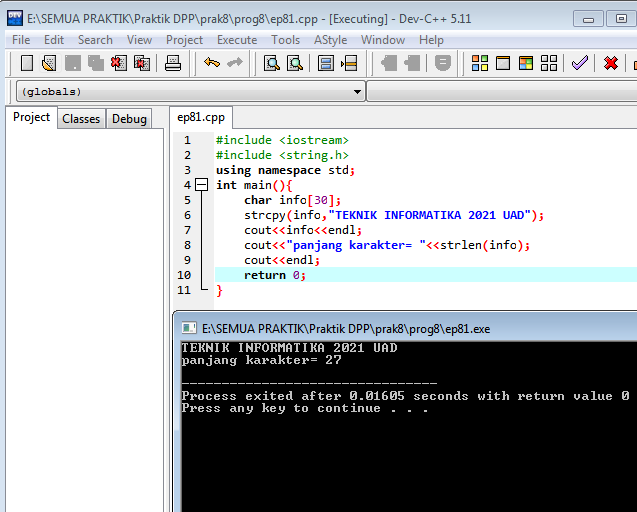 E:\SEMUA PRAKTIK\Praktik DPP\prak8\prog8\ep81.cpp - [Executing] - Dev-C++ 5.11
File Edit Search View Project Execute Tools AStyle Window Help
(globals)
Project Classes Debug
ep81.cpp
1 #include <iostream>
2 #include <string.h>
3 using namespace std;
4 int main(){
5 char info[30];
6 strcpy(info,"TEKNIK INFORMATIKA 2021 UAD");
7 cout<<info<<endl;
8 cout<<"panjang karakter= "<<strlen(info);
9 cout<<endl;
10 return 0;
11 }
E:\SEMUA PRAKTIK\Praktik DPP\prak8\prog8\ep81.exe
TEKNIK INFORMATIKA 2021 UAD
panjang karakter= 27
--------------------------------
Process exited after 0.01605 seconds with return value 0
Press any key to continue . . .